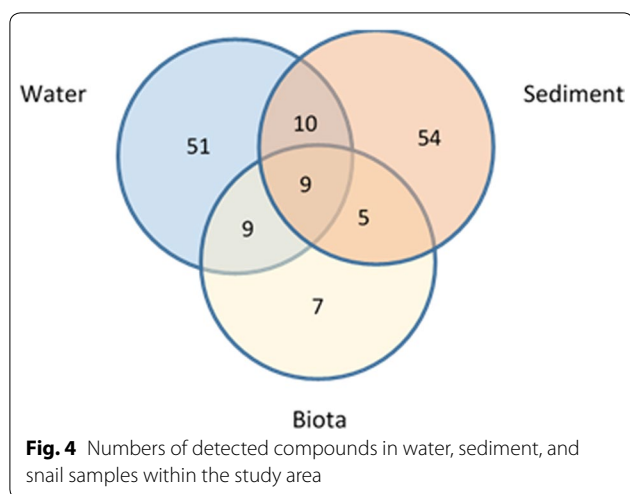 Water
Sediment
10
51
54
9
5
9
7
Biota
Fig. 4 Numbers of detected compounds in water, sediment, and
snail samples within the study area